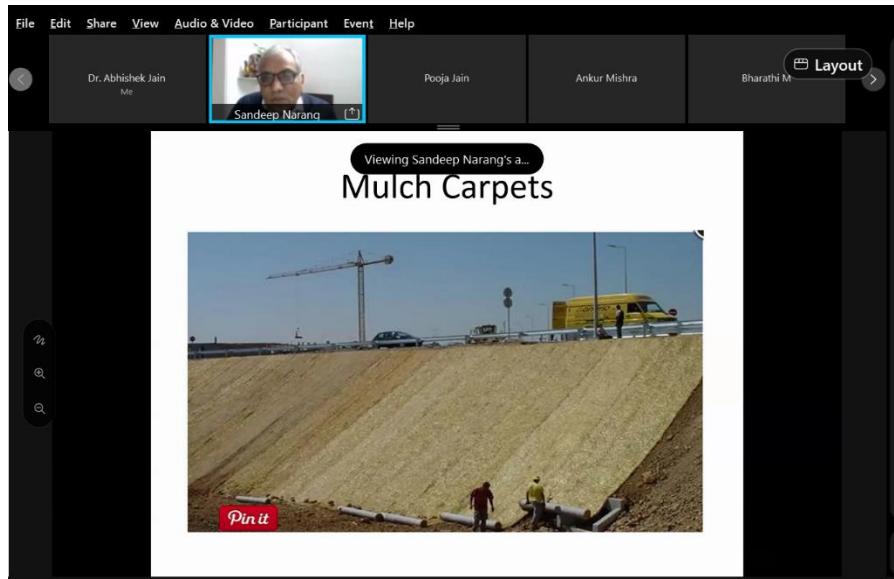 File Edit Share View Audio & Video Participant Event Help
Dr. Abhishek Jain
Me
Sandeep Narang
Pooja Jain
Ankur Mishra
Bharathi M
Layout
Viewing Sandeep Narang's a...
Mulch Carpets
Pin it